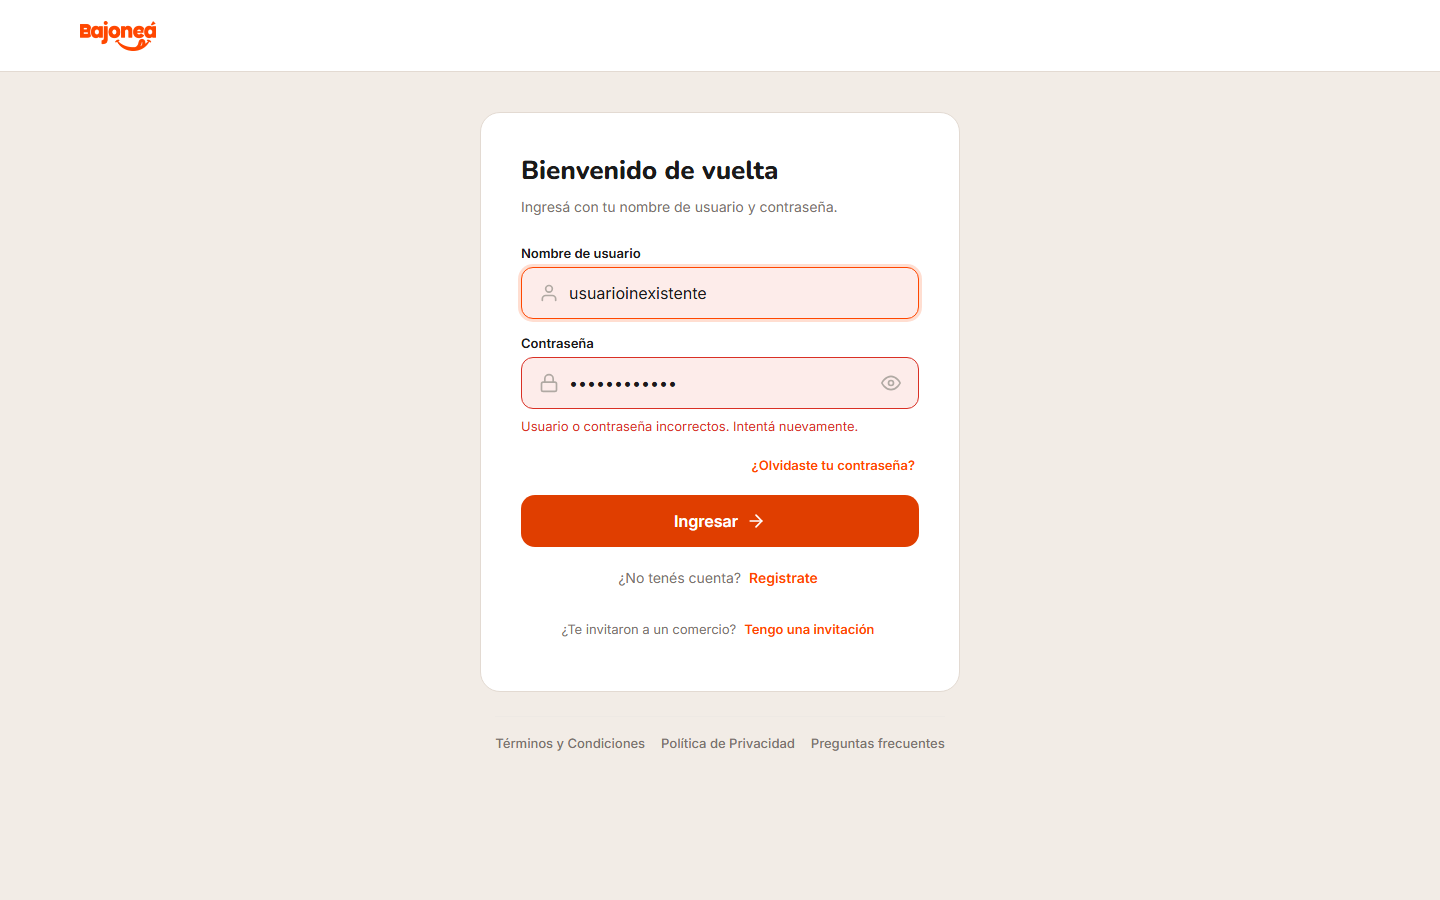 Bajoneá
Bienvenido de vuelta
Ingresá con tu nombre de usuario y contraseña.
Nombre de usuario
usuarioinexistente
Contraseña
••••••••••••
Usuario o contraseña incorrectos. Intentá nuevamente.
¿Olvidaste tu contraseña?
Ingresar →
¿No tenés cuenta? Registrate
¿Te invitaron a un comercio? Tengo una invitación
Términos y Condiciones Política de Privacidad Preguntas frecuentes